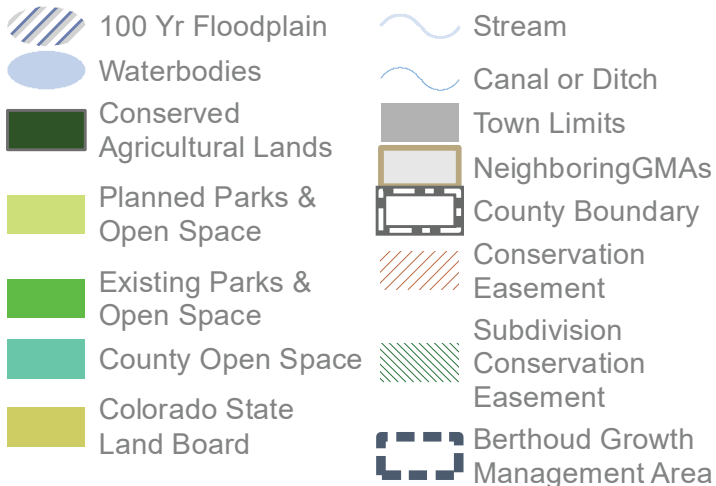 100 Yr Floodplain
Waterbodies
Conserved
Agricultural Lands
Planned Parks &
Open Space
Existing Parks &
Open Space
County Open Space
Colorado State
Land Board
Stream
Canal or Ditch
Town Limits
NeighboringGMAs
County Boundary
Conservation
Easement
Subdivision
Conservation
Easement
Berthoud Growth
Management Area